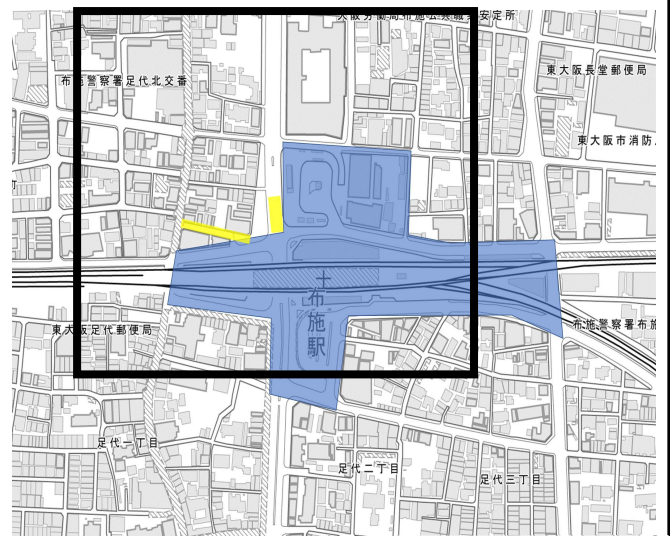 大阪労働局布施公共職業安定所
布施警察署足代北交番
東大阪長堂郵便局
東大阪市消防
町
布施駅
東大阪足代郵便局
布施警察署布施
足代一丁目
足代二丁目
足代三丁目